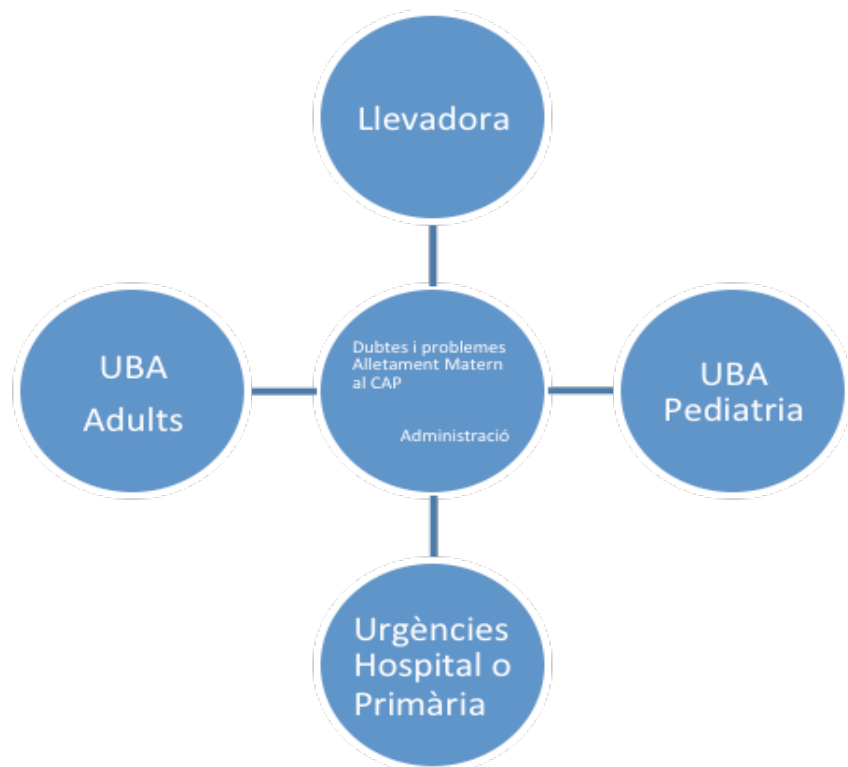 Llevadora
UBA
Adults
Dubtes i problemes
Alletament Matern
al CAP
Administració
UBA
Pediatria
Urgències
Hospital o
Primària